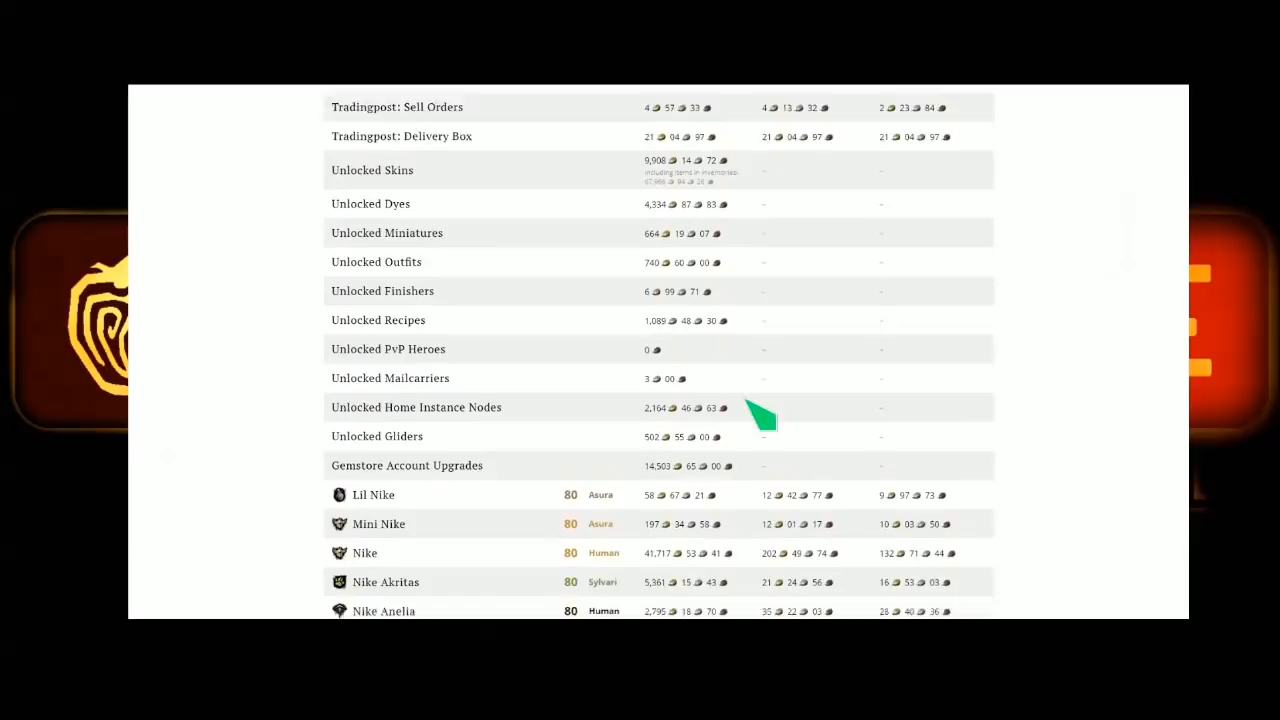 Tradingpost: Sell Orders 4 57 33 4 13 32 2 23 84
Tradingpost: Delivery Box 21 04 97 21 04 97 21 04 97
Unlocked Skins 9,908 14 72 - -
including items in inventories:
67,966 94 26
Unlocked Dyes 4,334 87 83 - -
Unlocked Miniatures 664 19 07 - -
Unlocked Outfits 740 60 00 - -
Unlocked Finishers 6 99 71 - -
Unlocked Recipes 1,089 48 30 - -
Unlocked PvP Heroes 0 - -
Unlocked Mailcarriers 3 00 - -
Unlocked Home Instance Nodes 2,164 46 63 -
Unlocked Gliders 502 55 00 - -
Gemstore Account Upgrades 14,503 65 00 - -
Lil Nike 80 Asura 58 67 21 12 42 77 9 97 73
Mini Nike 80 Asura 197 34 58 12 01 17 10 03 50
Nike 80 Human 41,717 53 41 202 49 74 132 71 44
Nike Akritas 80 Sylvari 5,361 15 43 21 24 56 16 53 03
Nike Anelia 80 Human 2,795 18 70 35 22 03 28 40 36